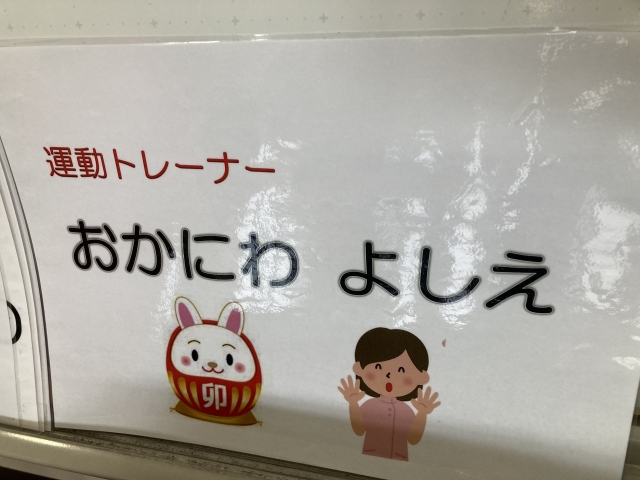 運動トレーナー
おかにわ よしえ
卯